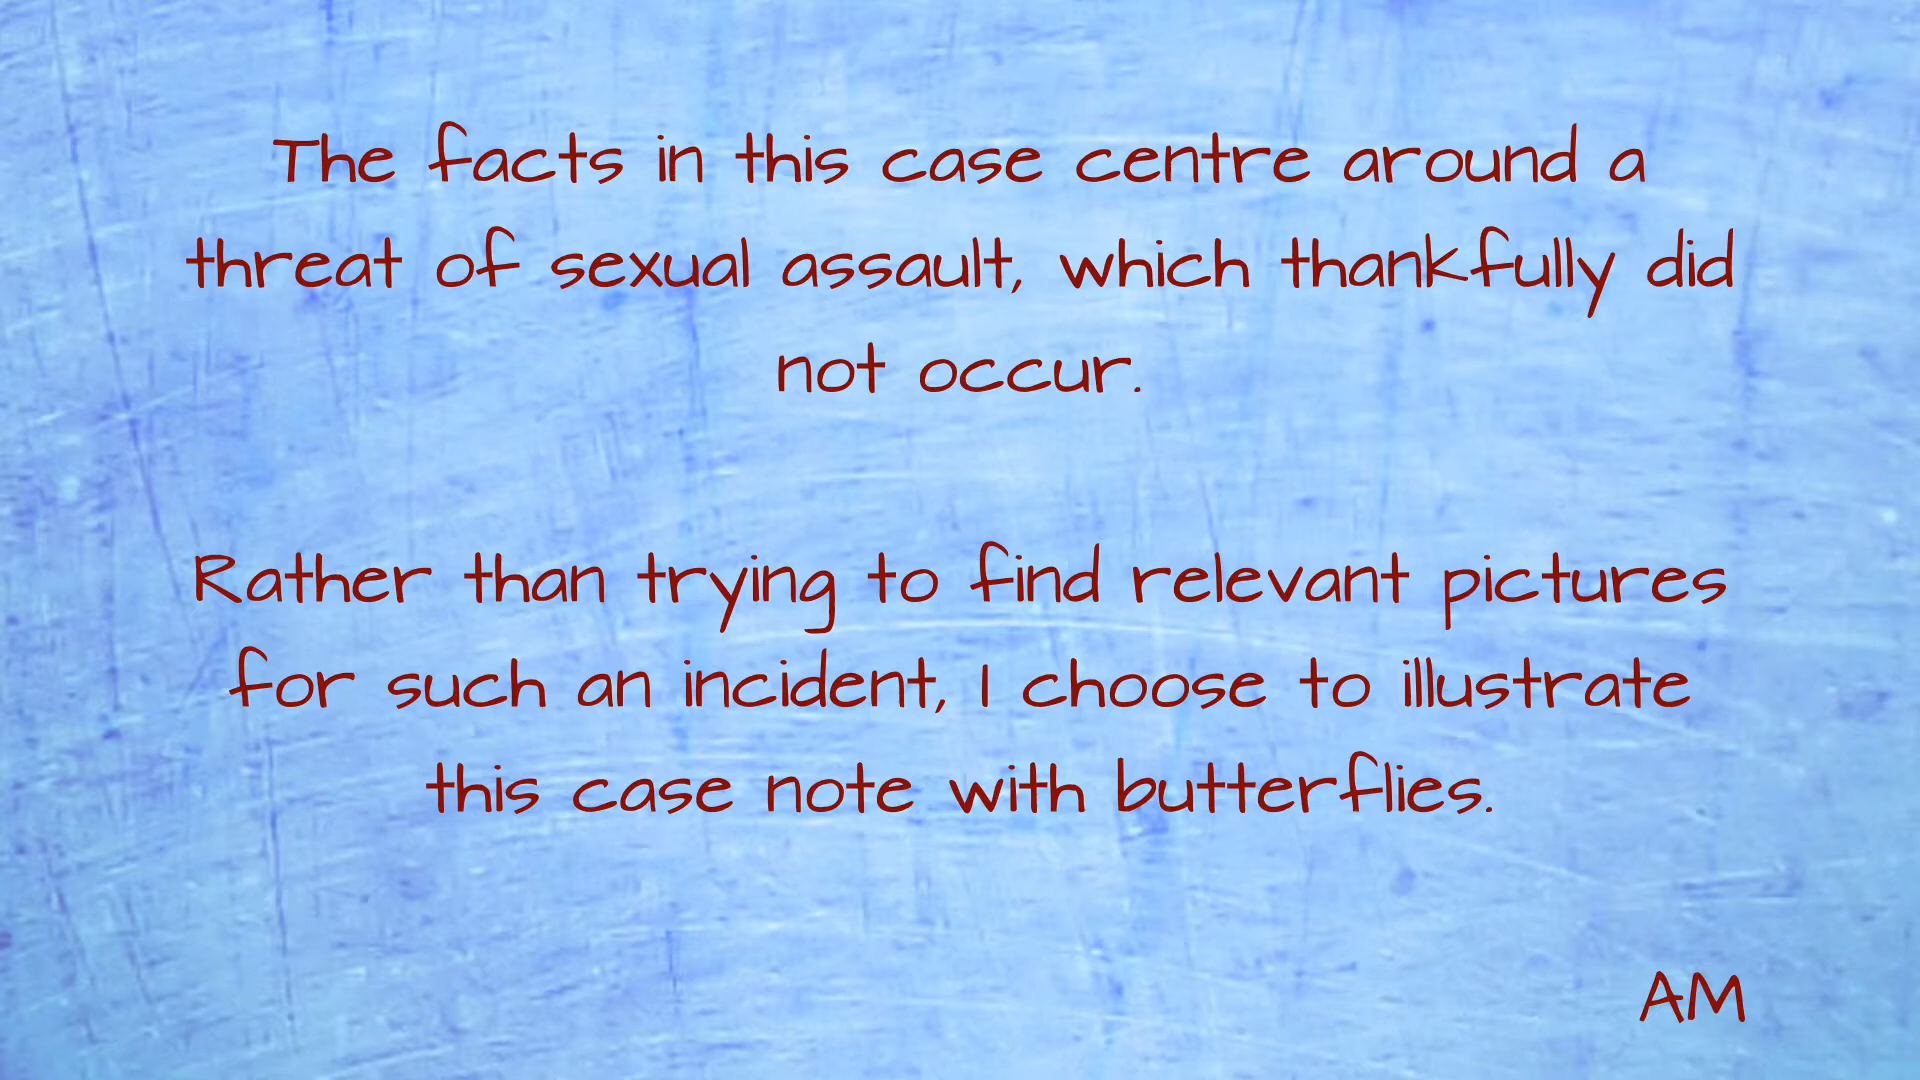 The facts in this case centre around a
threat of sexual assault, which thankfully did
not occur.
Rather than trying to find relevant pictures
for such an incident, I choose to illustrate
this case note with butterflies.
AM